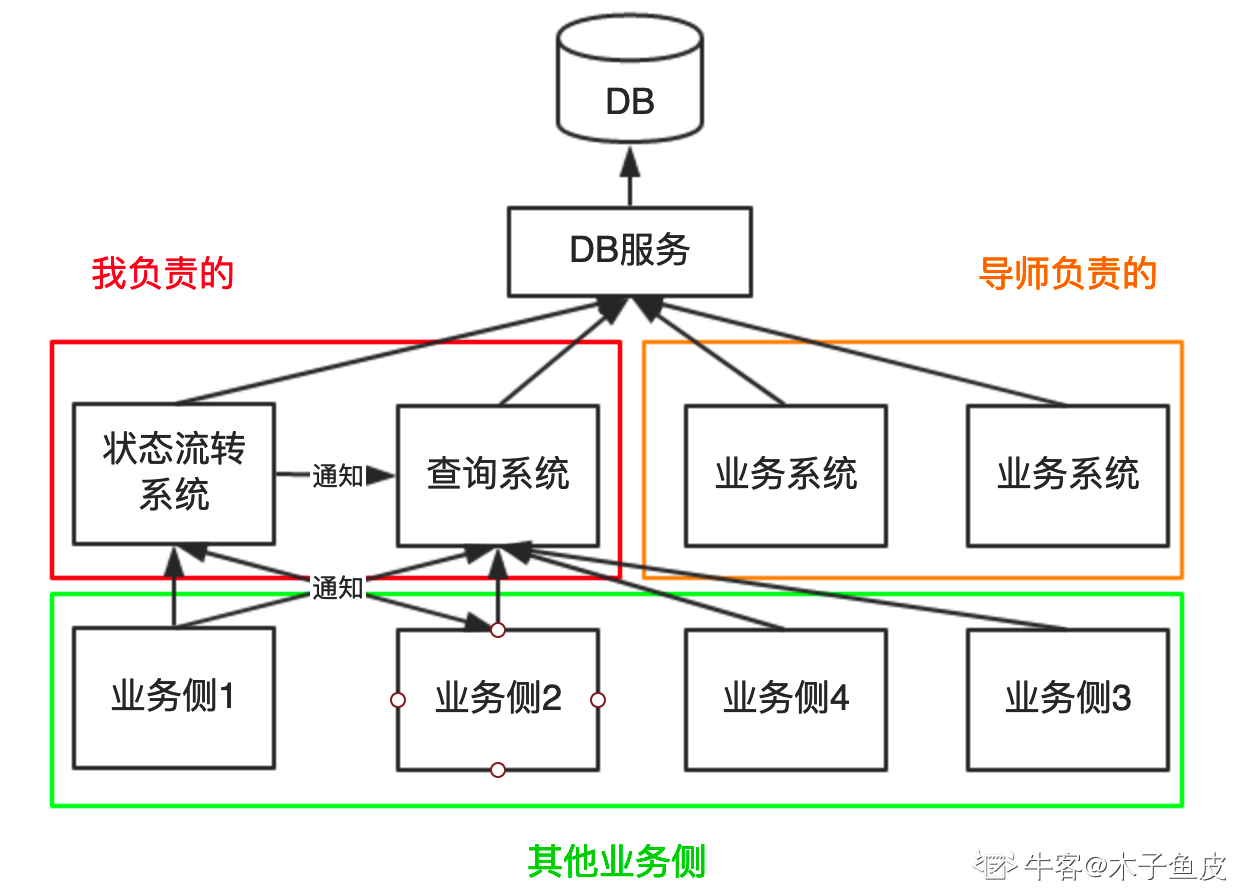 DB
DB服务
我负责的
导师负责的
状态流转
系统
通知
查询系统
业务系统
业务系统
通知
业务侧1
业务侧2
业务侧4
业务侧3
其他业务侧
牛客@木子鱼皮